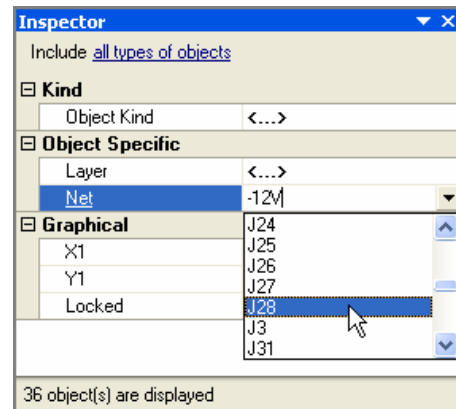 Inspector
Include all types of objects
Kind
Object Kind <...>
Object Specific
Layer <...>
Net -12V
Graphical
J24
X1
J25
J26
Y1
J27
Locked
J28
J3
J31
36 object(s) are displayed